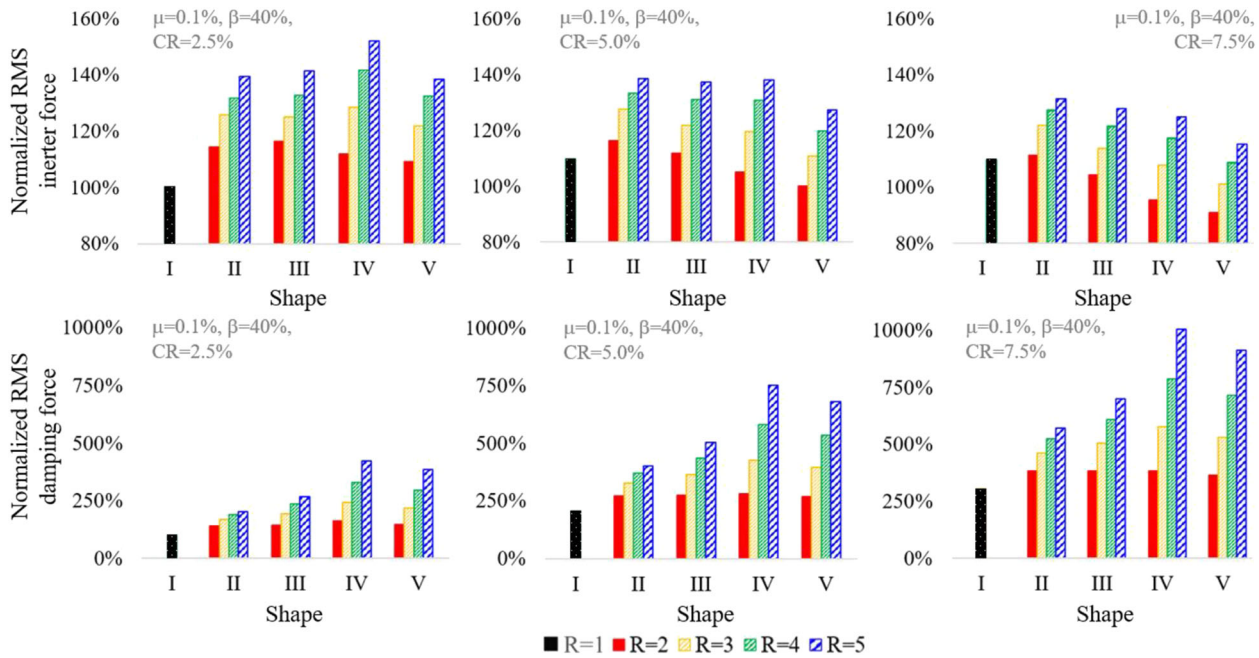 Normalized RMS
inerter force
160%
140%
120%
100%
80%
μ=0.1%, β=40%,
CR=2.5%
I II III IV V
Shape
160%
140%
120%
100%
80%
μ=0.1%, β=40%,
CR=5.0%
I II III IV V
Shape
160%
140%
120%
100%
80%
μ=0.1%, β=40%,
CR=7.5%
I II III IV V
Shape
Normalized RMS
damping force
1000%
750%
500%
250%
0%
μ=0.1%, β=40%,
CR=2.5%
I II III IV V
Shape
1000%
750%
500%
250%
0%
μ=0.1%, β=40%,
CR=5.0%
I II III IV V
Shape
1000%
750%
500%
250%
0%
μ=0.1%, β=40%,
CR=7.5%
I II III IV V
Shape
R=1 R=2 R=3 R=4 R=5